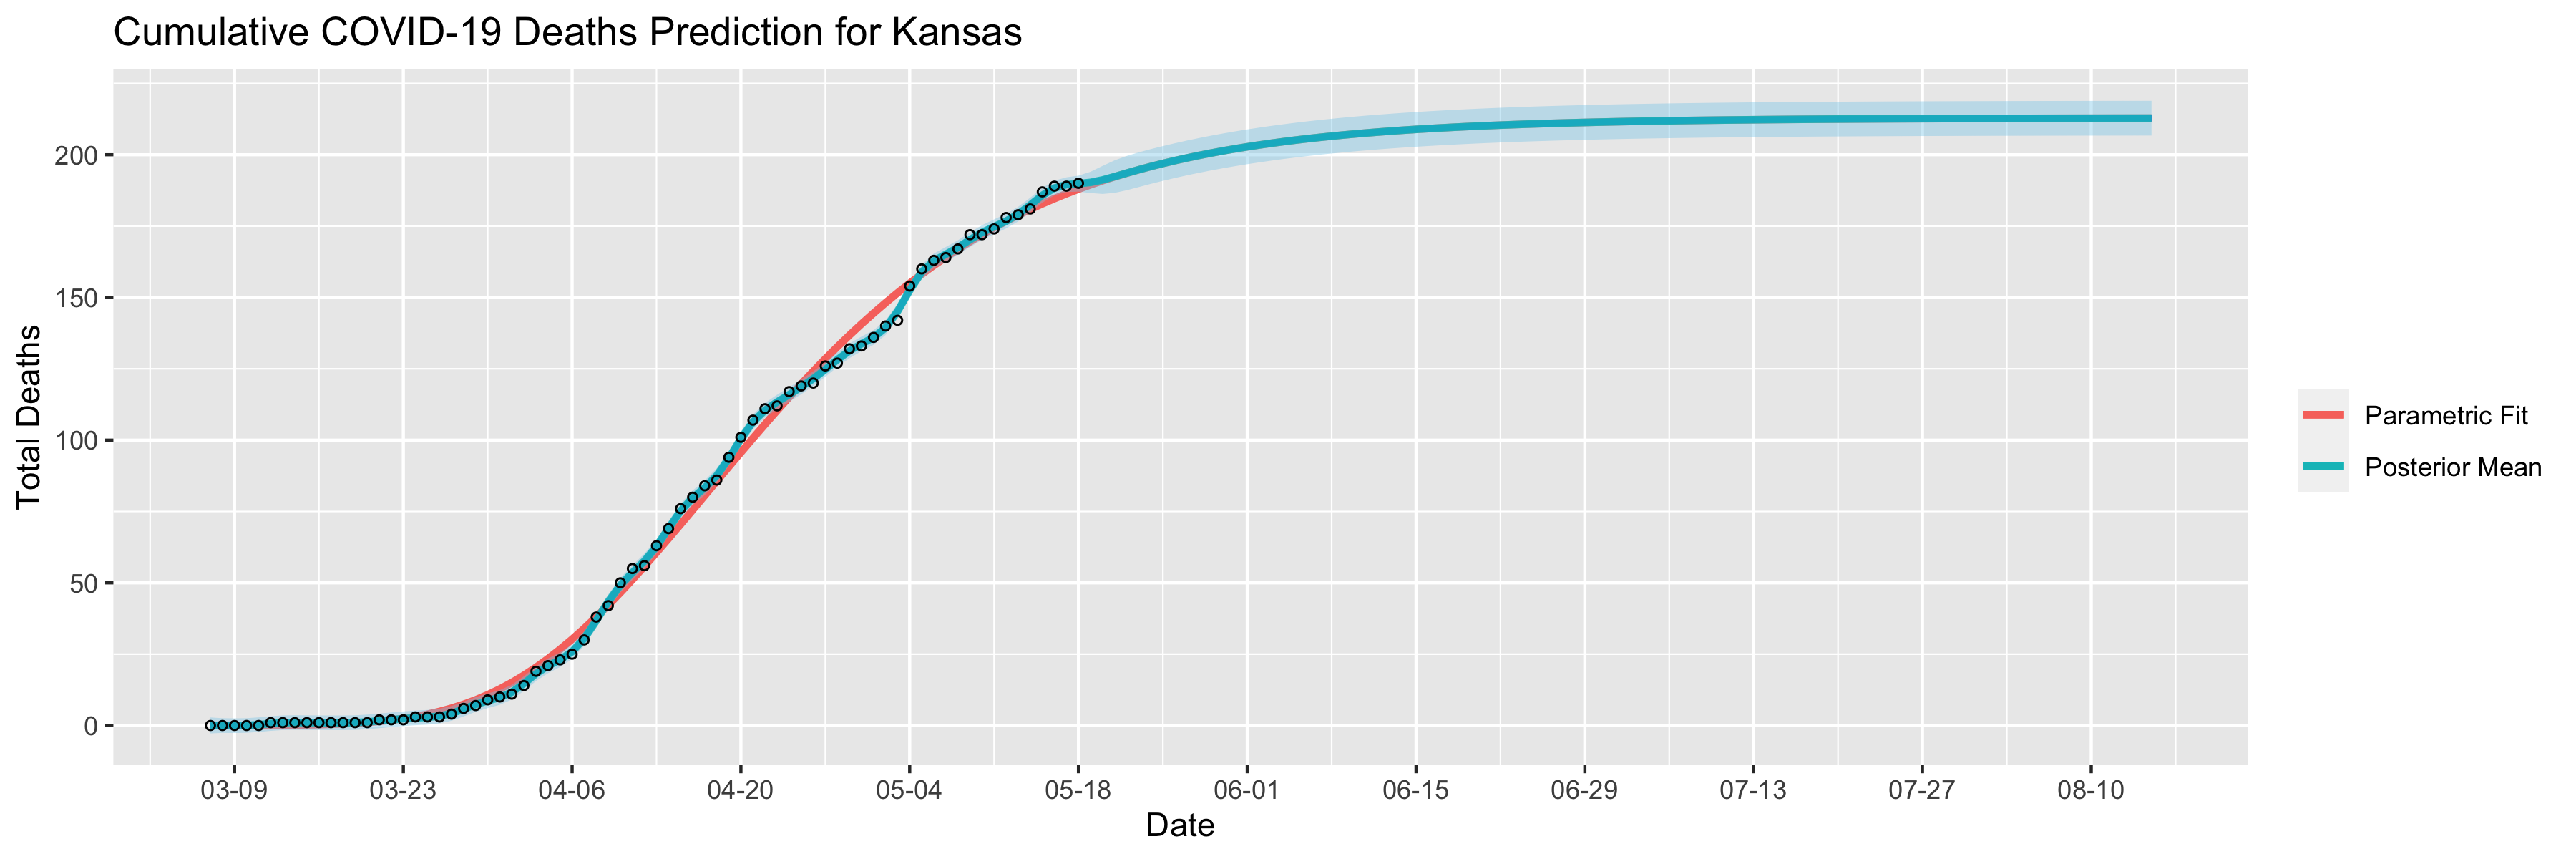 Cumulative COVID-19 Deaths Prediction for Kansas
Total Deaths
200
150
100
50
0
03-09 03-23 04-06 04-20 05-04 05-18 06-01 06-15 06-29 07-13 07-27 08-10
Date
Parametric Fit
Posterior Mean